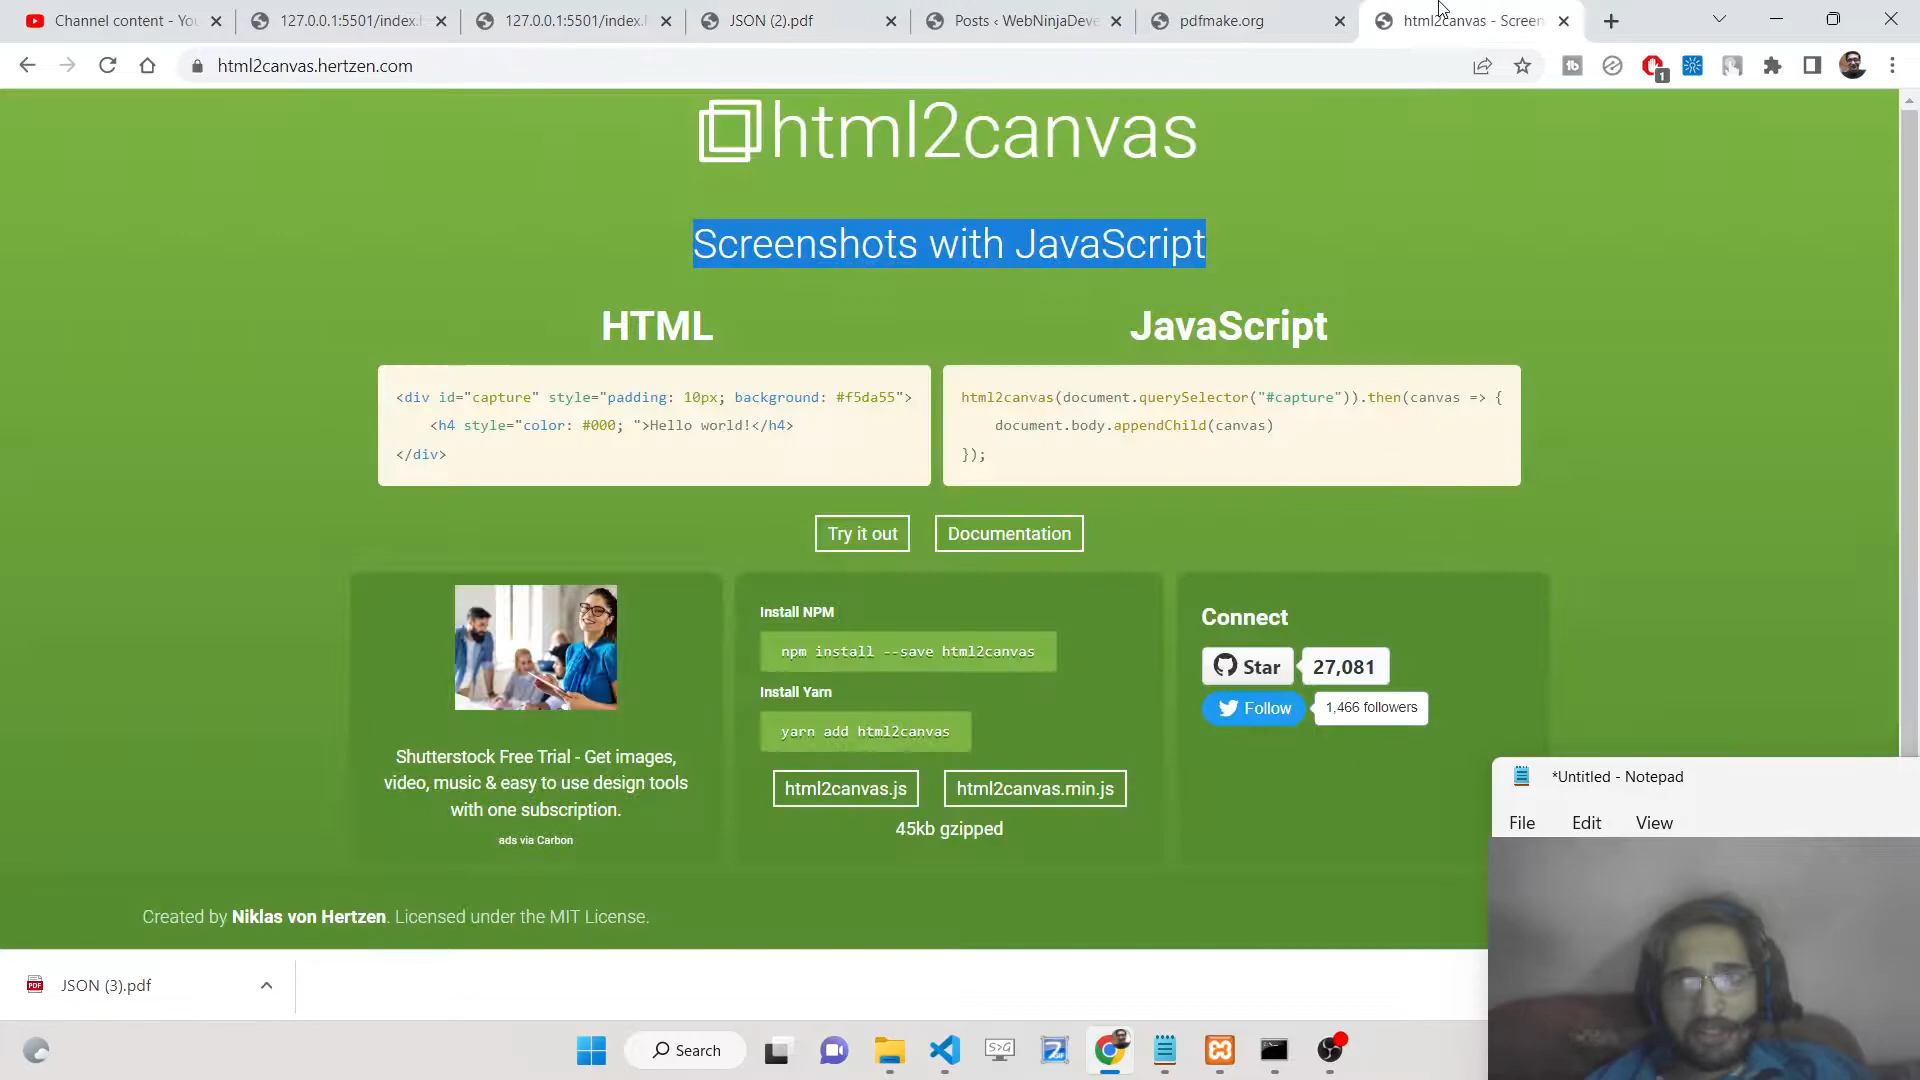 Channel content - You
127.0.0.1:5501/index.h
127.0.0.1:5501/index.h
JSON (2).pdf
Posts ‹ WebNinjaDeve
pdfmake.org
html2canvas - Screen
html2canvas.hertzen.com
1
html2canvas
Screenshots with JavaScript
HTML
JavaScript
<div id="capture" style="padding: 10px; background: #f5da55">
<h4 style="color: #000; ">Hello world!</h4>
</div>
html2canvas(document.querySelector("#capture")).then(canvas => {
document.body.appendChild(canvas)
});
Try it out
Documentation
Shutterstock Free Trial - Get images,
video, music & easy to use design tools
with one subscription.
ads via Carbon
Install NPM
npm install --save html2canvas
Install Yarn
yarn add html2canvas
html2canvas.js
html2canvas.min.js
45kb gzipped
Connect
Star
27,081
Follow
1,466 followers
Created by Niklas von Hertzen. Licensed under the MIT License.
*Untitled - Notepad
File
Edit
View
PDF
JSON (3).pdf
Search